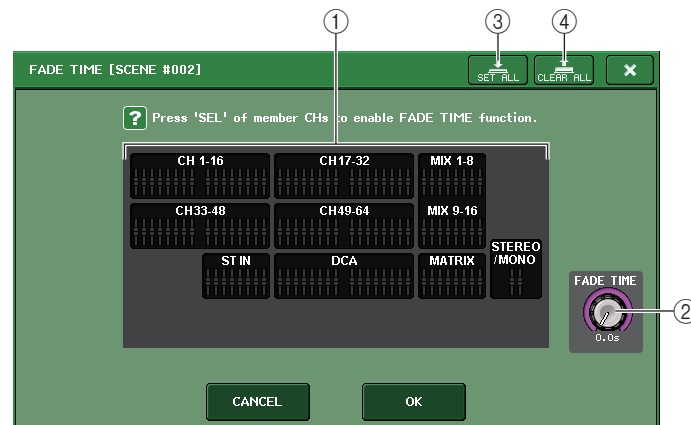 ① ③ ④
FADE TIME [SCENE #002]
SET ALL
CLEAR ALL
×
? Press 'SEL' of member CHs to enable FADE TIME function.
CH 1-16
CH17-32
MIX 1-8
CH33-48
CH49-64
MIX 9-16
STEREO
/MONO
ST IN
DCA
MATRIX
FADE TIME
②
0.0s
CANCEL
OK